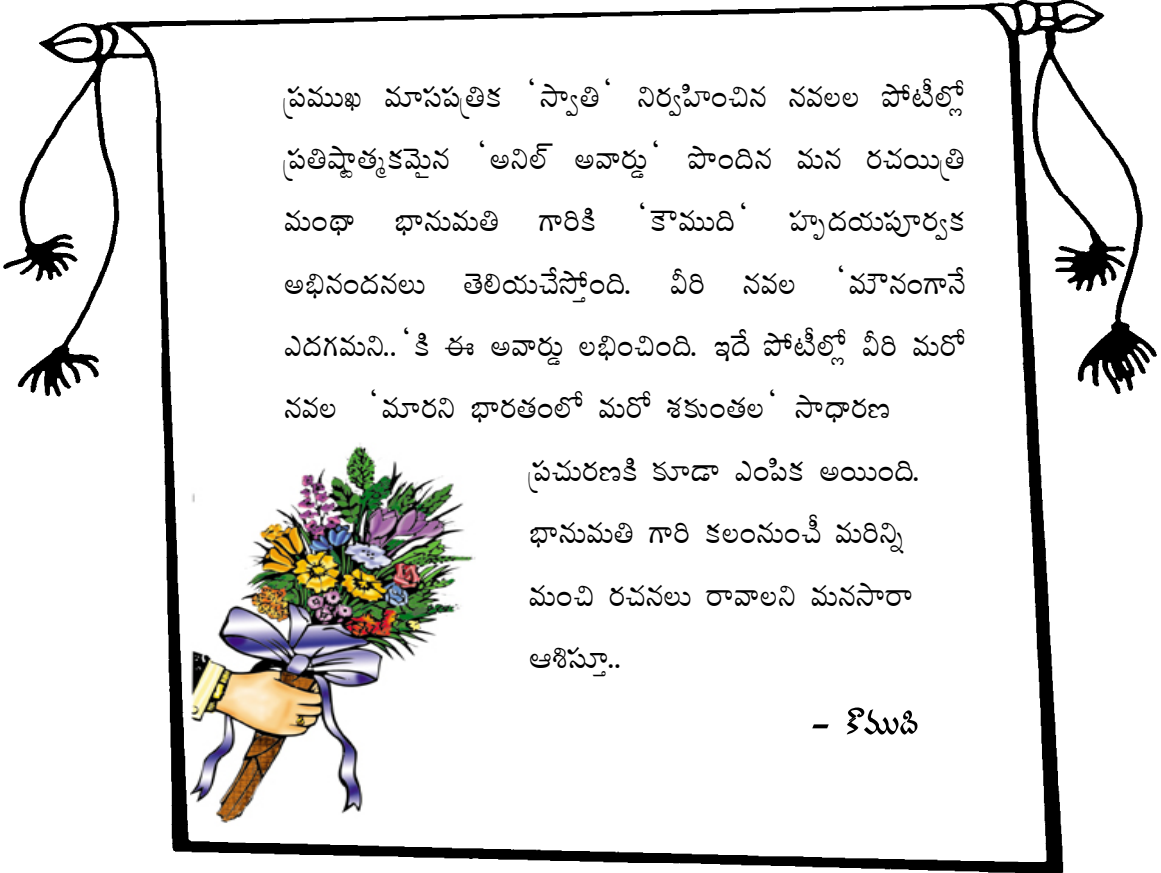 ప్రముఖ మాసపత్రిక ‘స్వాతి‘ నిర్వహించిన నవలల పోటీల్లో
ప్రతిష్టాత్మకమైన ‘అనిల్ అవార్డు‘ పొందిన మన రచయిత్రి
మంథా భానుమతి గారికి ‘కౌముది‘ హృదయపూర్వక
అభినందనలు తెలియచేస్తోంది. వీరి నవల ‘మౌనంగానే
ఎదగమని..‘కి ఈ అవార్డు లభించింది. ఇదే పోటీల్లో వీరి మరో
నవల ‘మారని భారతంలో మరో శకుంతల‘ సాధారణ
ప్రచురణకి కూడా ఎంపిక అయింది.
భానుమతి గారి కలంనుంచీ మరిన్ని
మంచి రచనలు రావాలని మనసారా
ఆశిస్తూ..
– కౌముది